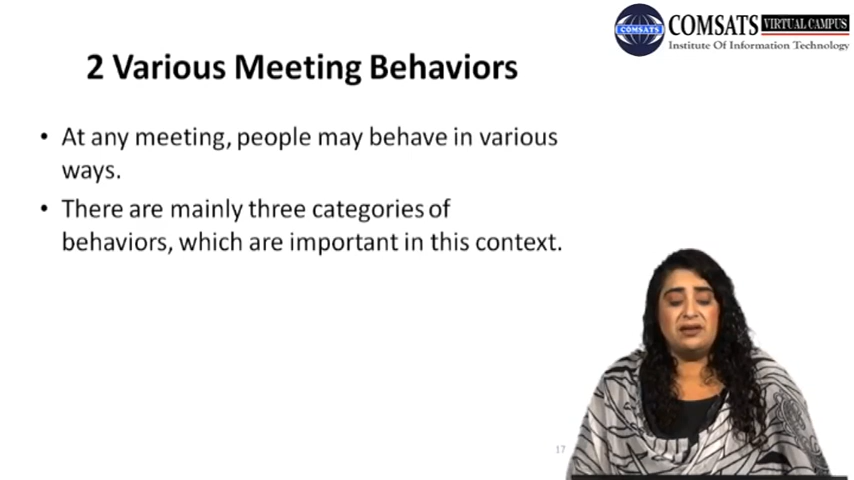 COMSATS VIRTUAL CAMPUS
COMSATS
Institute Of Information Technology
2 Various Meeting Behaviors
• At any meeting, people may behave in various
ways.
• There are mainly three categories of
behaviors, which are important in this context.
17